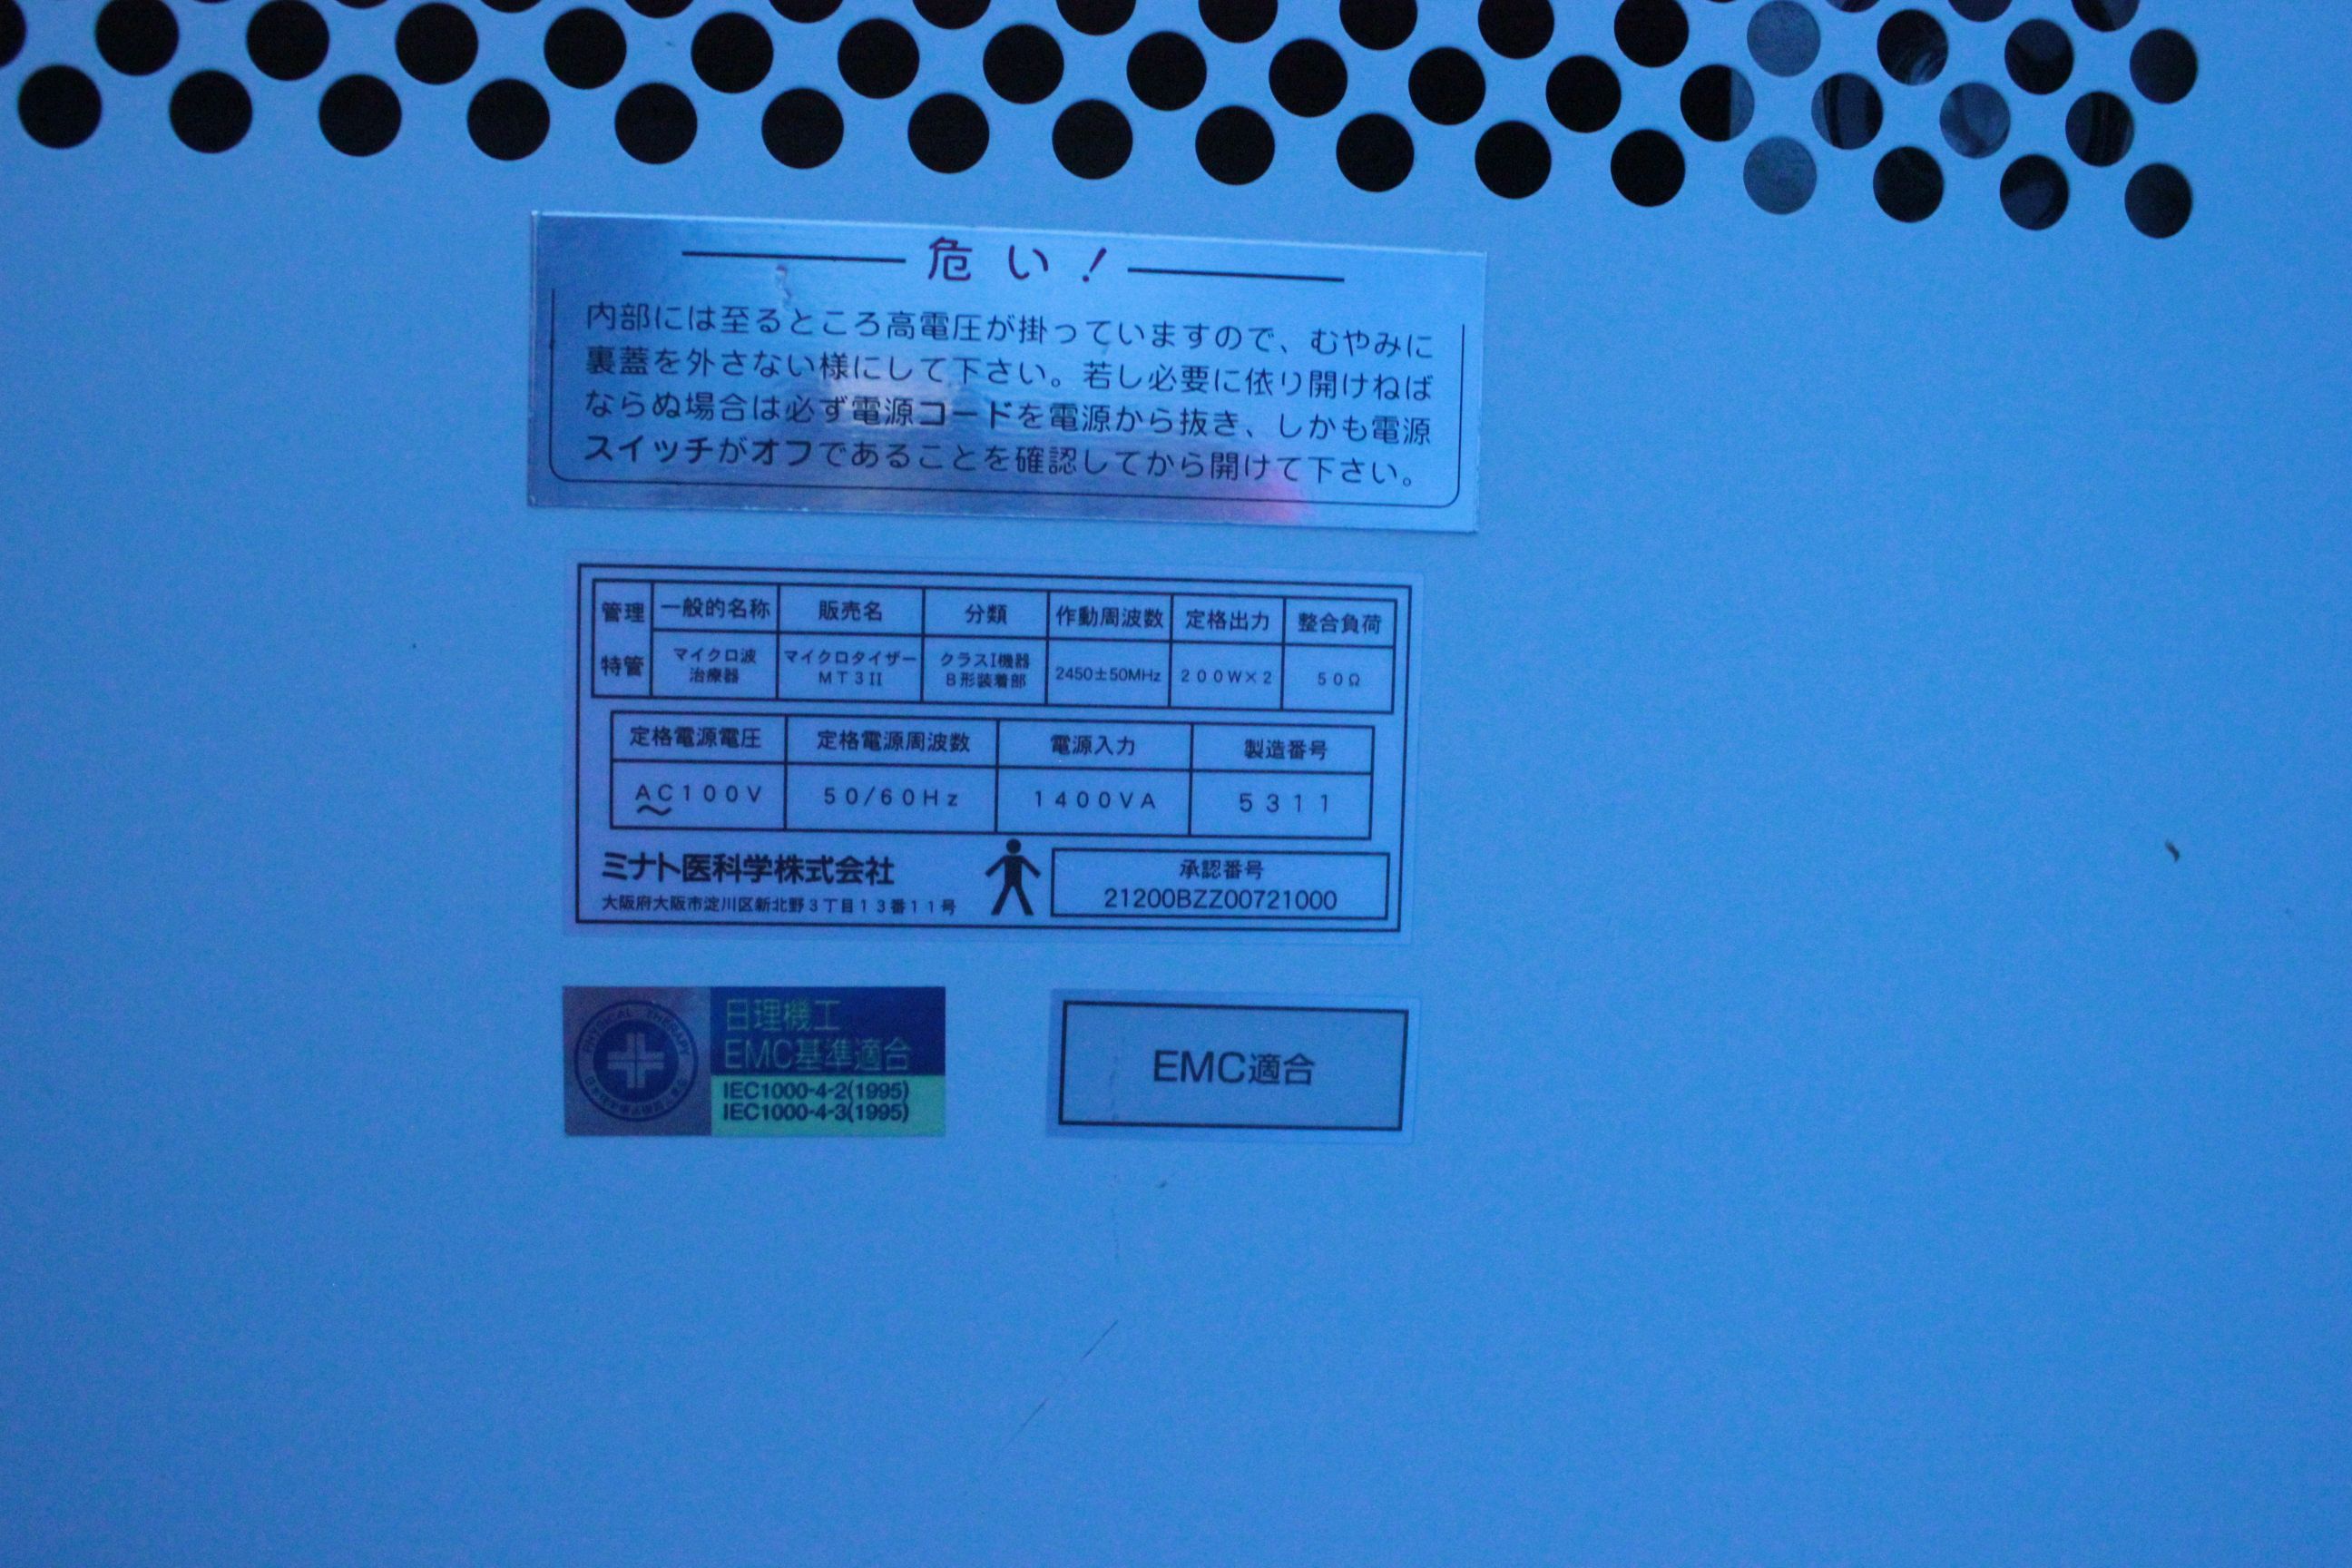 危い!
内部には至るところ高電圧が掛っていますので、むやみに
裏蓋を外さない様にして下さい。若し必要に依り開けねば
ならぬ場合は必ず電源コードを電源から抜き、しかも電源
スイッチがオフであることを確認してから開けて下さい。
管理 一般的名称 販売名 分類 作動周波数 定格出力 整合負荷
特管 マイクロ波治療器 マイクロタイザーMT3II クラスI機器B形装着部 2450±50MHz 200W×2 50Ω
定格電源電圧 定格電源周波数 電源入力 製造番号
AC100V 50/60Hz 1400VA 5311
ミナト医科学株式会社
大阪府大阪市淀川区新北野3丁目13番11号
承認番号
21200BZZ00721000
PHYSICAL THERAPY
日理機工
EMC基準適合
IEC1000-4-2(1995)
IEC1000-4-3(1995)
EMC適合